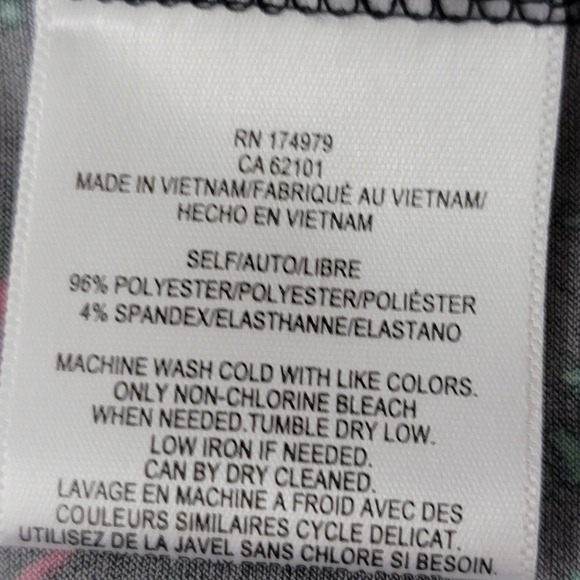 RN 174979
CA 62101
MADE IN VIETNAM/FABRIQUÉ AU VIETNAM/
HECHO EN VIETNAM
SELF/AUTO/LIBRE
96% POLYESTER/POLYESTER/POLIÉSTER
4% SPANDEX/ELASTHANNE/ELASTANO
MACHINE WASH COLD WITH LIKE COLORS.
ONLY NON-CHLORINE BLEACH
WHEN NEEDED.TUMBLE DRY LOW.
LOW IRON IF NEEDED.
CAN BY DRY CLEANED.
LAVAGE EN MACHINE A FROID AVEC DES
COULEURS SIMILAIRES CYCLE DELICAT.
UTILISEZ DE LA JAVEL SANS CHLORE SI BESOIN.